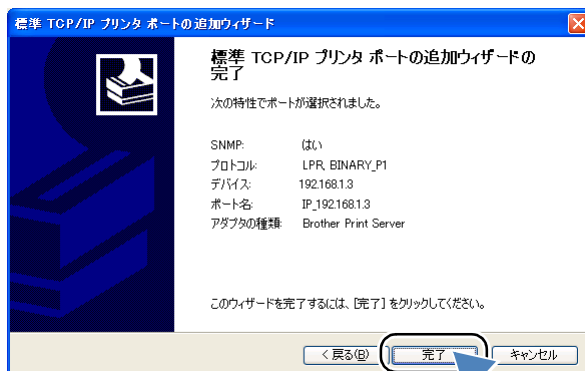 標準 TCP/IP プリンタ ポートの追加ウィザード
標準 TCP/IP プリンタ ポートの追加ウィザードの
完了
次の特性でポートが選択されました。
SNMP: はい
プロトコル: LPR, BINARY_P1
デバイス: 192.168.1.3
ポート名: IP_192.168.1.3
アダプタの種類: Brother Print Server
このウィザードを完了するには、[完了] をクリックしてください。
< 戻る(B) 完了 キャンセル